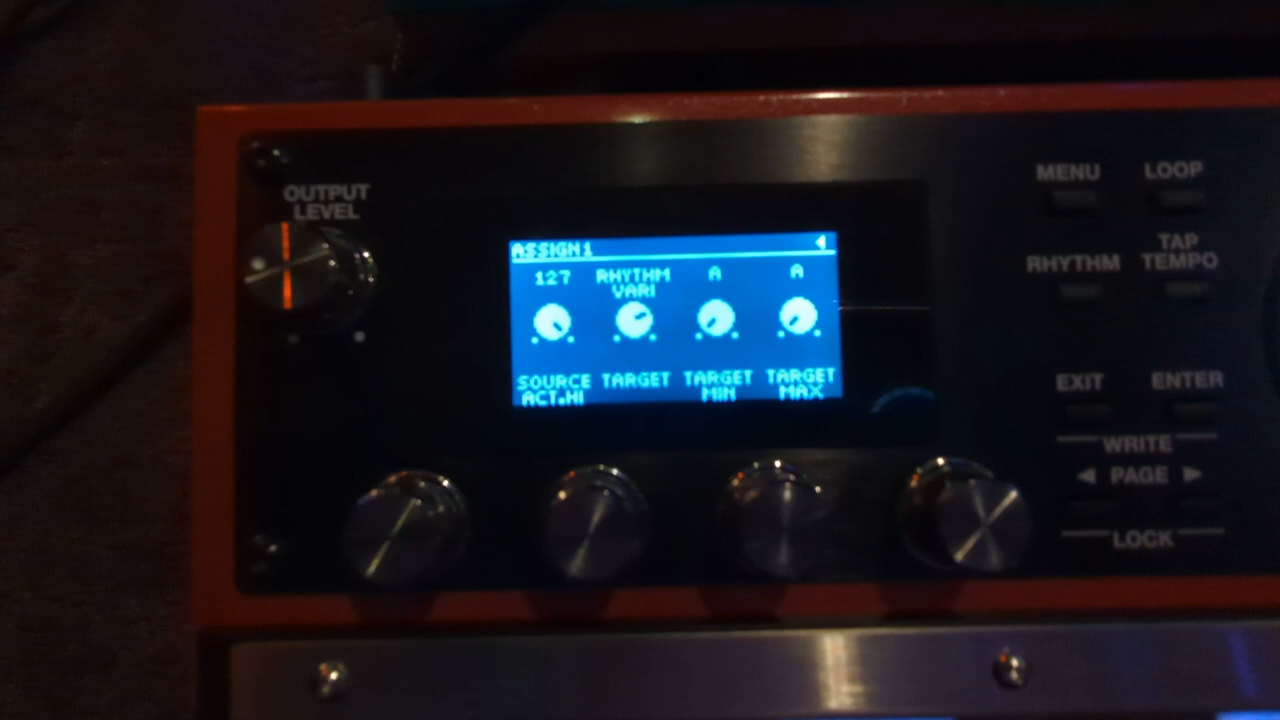 OUTPUT
LEVEL
MENU LOOP
RHYTHM TAP
TEMPO
ASSIGN1
127 RHYTHM
VARI A A
SOURCE
ACT.HI TARGET TARGET
MIN TARGET
MAX
EXIT ENTER
WRITE
PAGE
LOCK